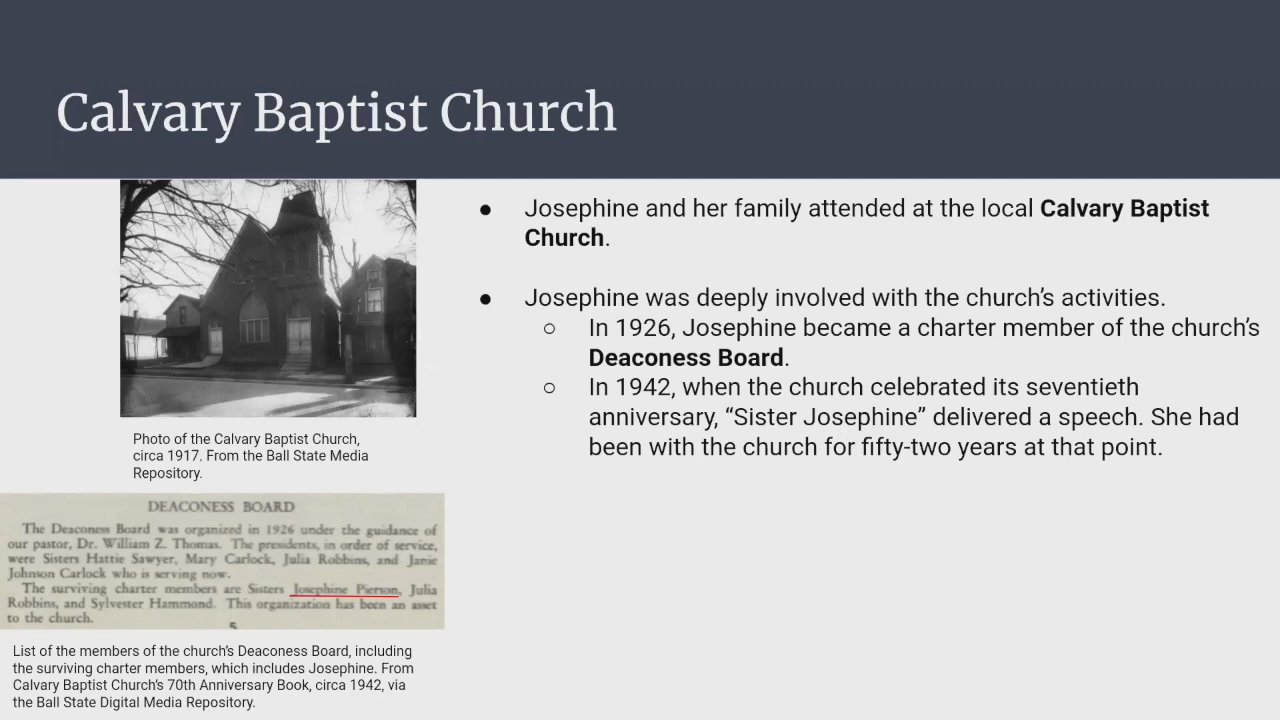 Calvary Baptist Church
● Josephine and her family attended at the local Calvary Baptist
Church.
● Josephine was deeply involved with the church's activities.
○ In 1926, Josephine became a charter member of the church's
Deaconess Board.
○ In 1942, when the church celebrated its seventieth
anniversary, “Sister Josephine” delivered a speech. She had
been with the church for fifty-two years at that point.
Photo of the Calvary Baptist Church,
circa 1917. From the Ball State Media
Repository.
DEACONESS BOARD
The Deaconess Board was organized in 1926 under the guidance of
our pastor, Dr. William Z. Thomas. The presidents, in order of service,
were Sisters Hattie Sawyer, Mary Carlock, Julia Robbins, and Janie
Johnson Carlock who is serving now.
The surviving charter members are Sisters Josephine Pierson, Julia
Robbins, and Sylvester Hammond. This organization has been an asset
to the church.
5
List of the members of the church's Deaconess Board, including
the surviving charter members, which includes Josephine. From
Calvary Baptist Church's 70th Anniversary Book, circa 1942, via
the Ball State Digital Media Repository.